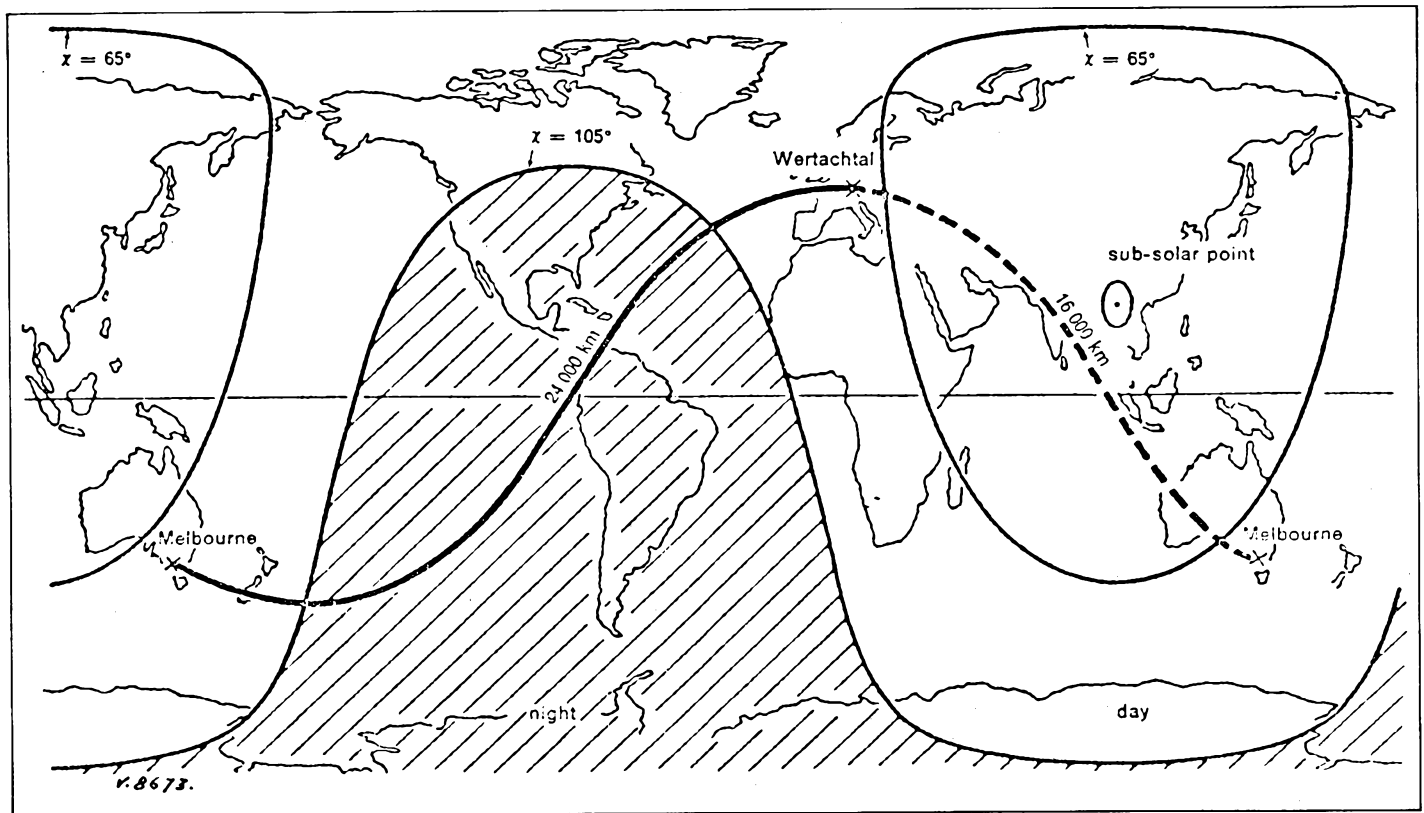 χ = 65°
χ = 65°
χ = 105°
Wertachtal
sub-solar point
24 000 km
16 000 km
Melbourne
Melbourne
night
day
V.8673.